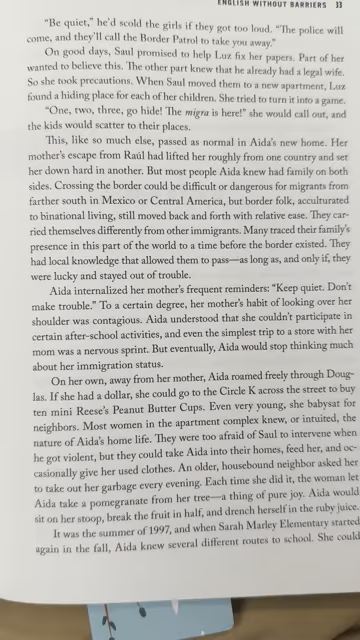 ENGLISH WITHOUT BARRIERS 33
"Be quiet," he'd scold the girls if they got too loud. "The police will
come, and they'll call the Border Patrol to take you away."
On good days, Saul promised to help Luz fix her papers. Part of her
wanted to believe this. The other part knew that he already had a legal wife.
So she took precautions. When Saul moved them to a new apartment, Luz
found a hiding place for each of her children. She tried to turn it into a game.
"One, two, three, go hide! The migra is here!" she would call out, and
the kids would scatter to their places.
This, like so much else, passed as normal in Aida's new home. Her
mother's escape from Raúl had lifted her roughly from one country and set
her down hard in another. But most people Aida knew had family on both
sides. Crossing the border could be difficult or dangerous for migrants from
farther south in Mexico or Central America, but border folk, acculturated
to binational living, still moved back and forth with relative ease. They car-
ried themselves differently from other immigrants. Many traced their family's
presence in this part of the world to a time before the border existed. They
had local knowledge that allowed them to pass—as long as, and only if, they
were lucky and stayed out of trouble.
Aida internalized her mother's frequent reminders: "Keep quiet. Don't
make trouble." To a certain degree, her mother's habit of looking over her
shoulder was contagious. Aida understood that she couldn't participate in
certain after-school activities, and even the simplest trip to a store with her
mom was a nervous sprint. But eventually, Aida would stop thinking much
about her immigration status.
On her own, away from her mother, Aida roamed freely through Doug-
las. If she had a dollar, she could go to the Circle K across the street to buy
ten mini Reese's Peanut Butter Cups. Even very young, she babysat for
neighbors. Most women in the apartment complex knew, or intuited, the
nature of Aida's home life. They were too afraid of Saul to intervene when
he got violent, but they could take Aida into their homes, feed her, and oc-
casionally give her used clothes. An older, housebound neighbor asked her
to take out her garbage every evening. Each time she did it, the woman let
Aida take a pomegranate from her tree—a thing of pure joy. Aida would
sit on her stoop, break the fruit in half, and drench herself in the ruby juice.
It was the summer of 1997, and when Sarah Marley Elementary started
again in the fall, Aida knew several different routes to school. She could